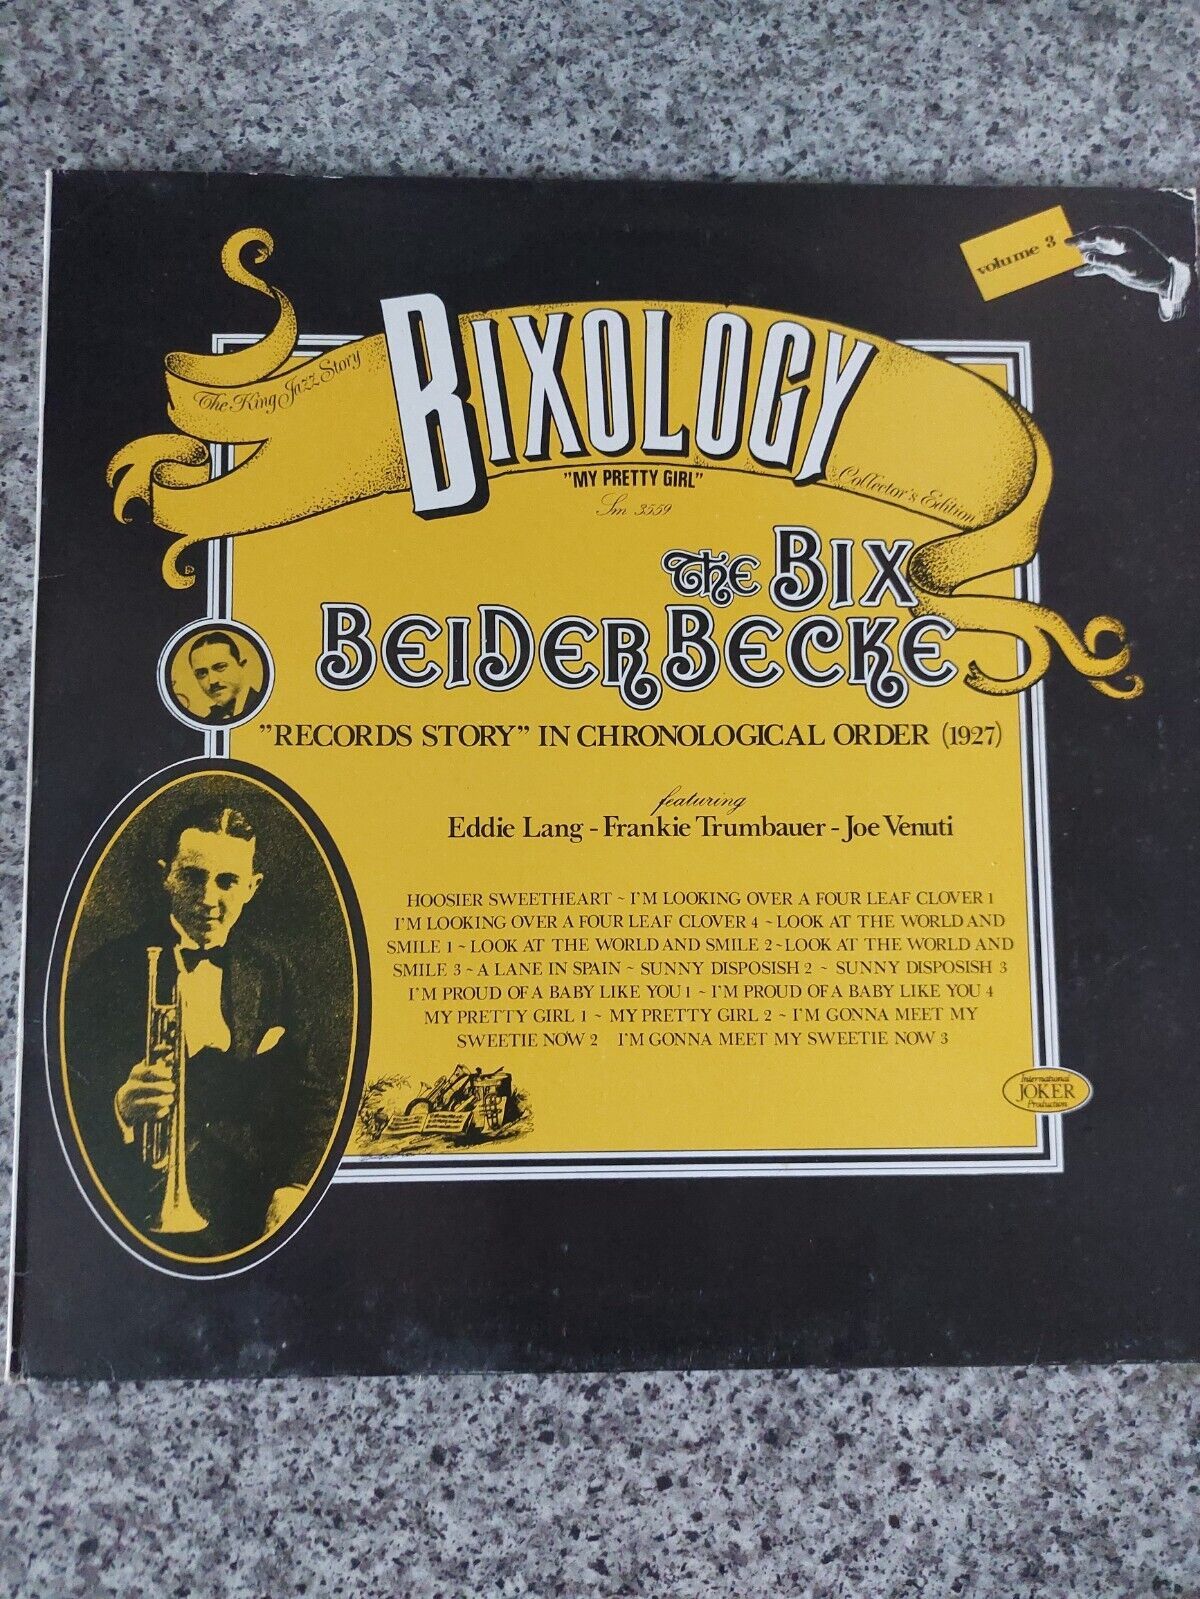 volume 3
The King Jazz Story
BIXOLOGY
"MY PRETTY GIRL"
Sm 3559
Collector's Edition
THE BIX
BEIDERBECKE
"RECORDS STORY" IN CHRONOLOGICAL ORDER (1927)
featuring
Eddie Lang - Frankie Trumbauer - Joe Venuti
HOOSIER SWEETHEART ~ I'M LOOKING OVER A FOUR LEAF CLOVER 1
I'M LOOKING OVER A FOUR LEAF CLOVER 4 ~ LOOK AT THE WORLD AND
SMILE 1 ~ LOOK AT THE WORLD AND SMILE 2 ~ LOOK AT THE WORLD AND
SMILE 3 ~ A LANE IN SPAIN ~ SUNNY DISPOSISH 2 ~ SUNNY DISPOSISH 3
I'M PROUD OF A BABY LIKE YOU 1 ~ I'M PROUD OF A BABY LIKE YOU 4
MY PRETTY GIRL 1 ~ MY PRETTY GIRL 2 ~ I'M GONNA MEET MY
SWEETIE NOW 2 I'M GONNA MEET MY SWEETIE NOW 3
International
JOKER
Production